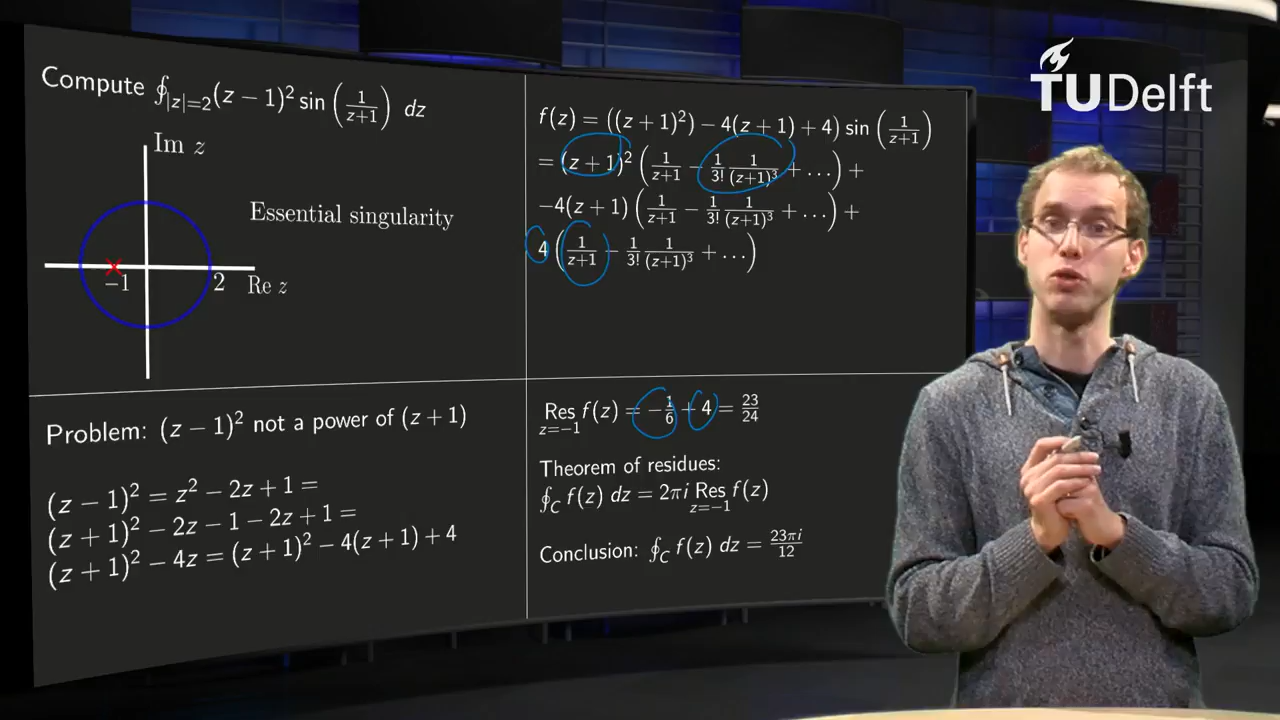 Compute ∮_{|z|=2}(z − 1)² sin (1/(z+1)) dz
Im z
Essential singularity
−1
2
Re z
f(z) = ((z + 1)²) − 4(z + 1) + 4) sin (1/(z+1))
= (z + 1)² (1/(z+1) − 1/3! 1/(z+1)³ + …) +
−4(z + 1) (1/(z+1) − 1/3! 1/(z+1)³ + …) +
4 (1/(z+1) − 1/3! 1/(z+1)³ + …)
Problem: (z − 1)² not a power of (z + 1)
(z − 1)² = z² − 2z + 1 =
(z + 1)² − 2z − 1 − 2z + 1 =
(z + 1)² − 4z = (z + 1)² − 4(z + 1) + 4
Res_{z=−1} f(z) = −1/6 + 4 = 23/24
Theorem of residues:
∮_C f(z) dz = 2πi Res_{z=−1} f(z)
Conclusion: ∮_C f(z) dz = 23πi/12
TUDelft